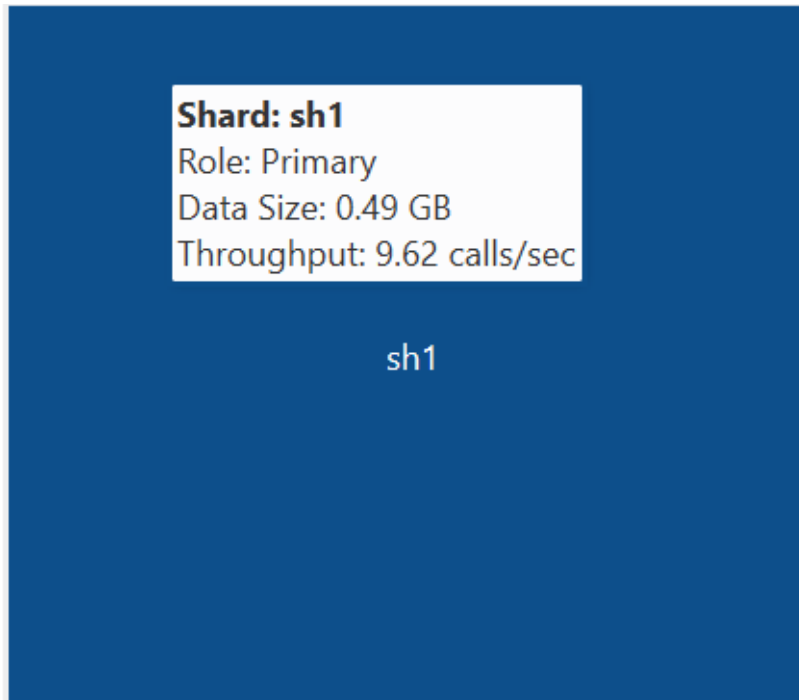 Shard: sh1
Role: Primary
Data Size: 0.49 GB
Throughput: 9.62 calls/sec
sh1